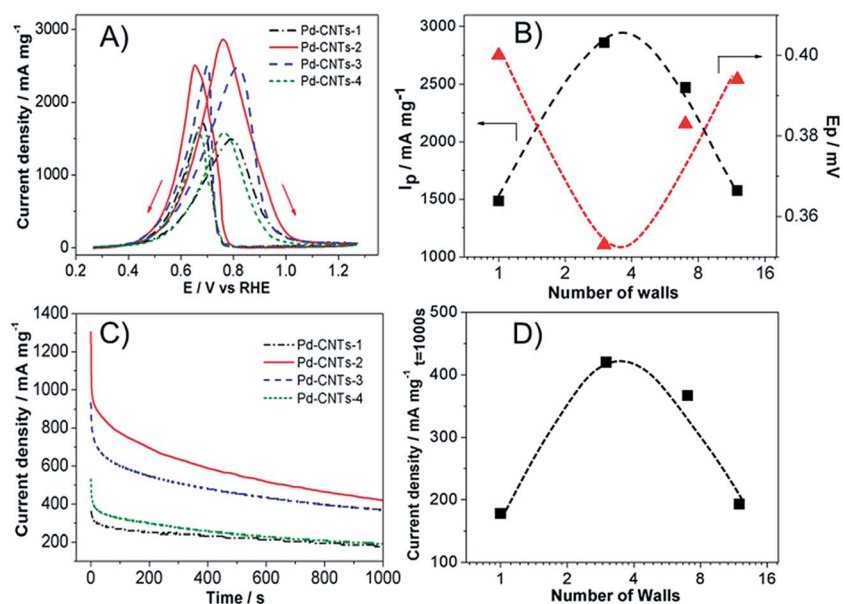 A)
Pd-CNTs-1
Pd-CNTs-2
Pd-CNTs-3
Pd-CNTs-4
Current density / mA mg⁻¹
3000
2000
1000
0
0.2 0.4 0.6 0.8 1.0 1.2
E / V vs RHE
B)
Iₚ / mA mg⁻¹
3000
2500
2000
1500
1000
0.40
0.38
0.36
Ep / mV
1 2 4 8 16
Number of walls
C)
Pd-CNTs-1
Pd-CNTs-2
Pd-CNTs-3
Pd-CNTs-4
Current density / mA mg⁻¹
1400
1200
1000
800
600
400
200
0 200 400 600 800 1000
Time / s
D)
Current density / mA mg⁻¹ t=1000s
500
400
300
200
100
1 2 4 8 16
Number of Walls